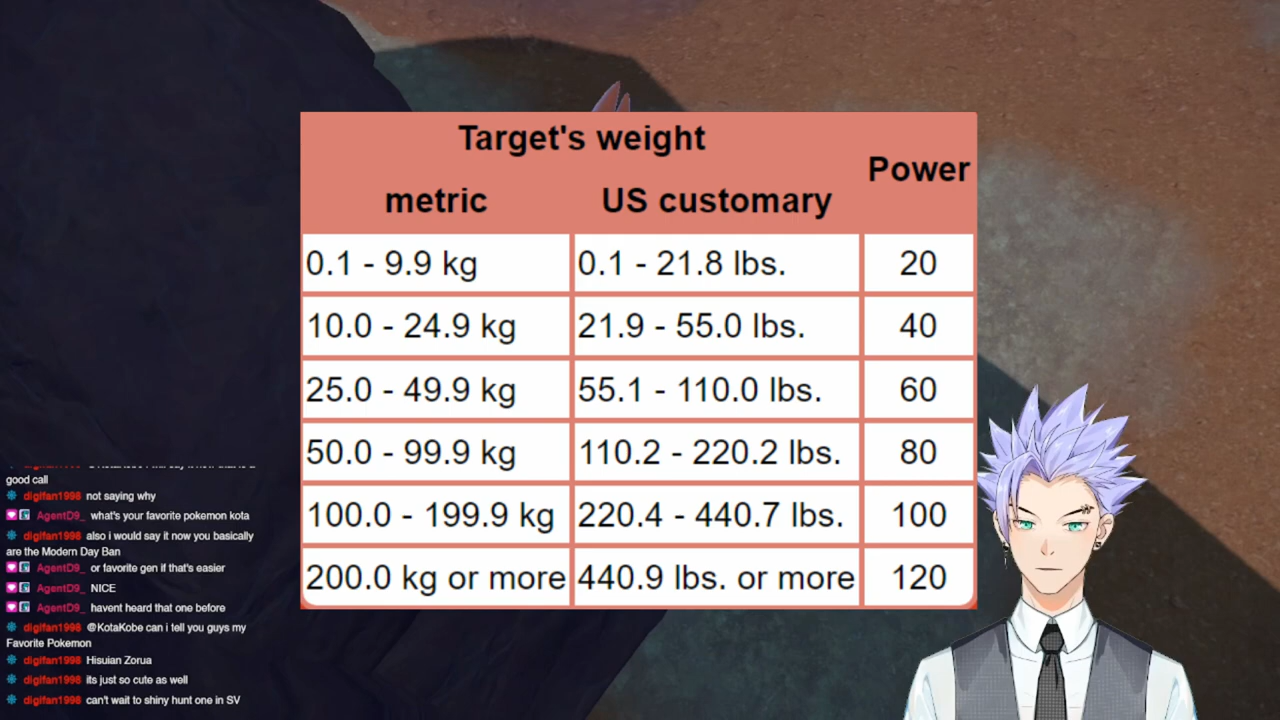 Target's weight
Power
metric
US customary
0.1 - 9.9 kg
0.1 - 21.8 lbs.
20
10.0 - 24.9 kg
21.9 - 55.0 lbs.
40
25.0 - 49.9 kg
55.1 - 110.0 lbs.
60
50.0 - 99.9 kg
110.2 - 220.2 lbs.
80
100.0 - 199.9 kg
220.4 - 440.7 lbs.
100
200.0 kg or more
440.9 lbs. or more
120
good call
digifan1998 not saying why
AgentD9_ what's your favorite pokemon kota
digifan1998 also i would say it now you basically
are the Modern Day Ban
AgentD9_ or favorite gen if that's easier
AgentD9_ NICE
AgentD9_ havent heard that one before
digifan1998 @KotaKobe can i tell you guys my
Favorite Pokemon
digifan1998 Hisuian Zorua
digifan1998 its just so cute as well
digifan1998 can't wait to shiny hunt one in SV